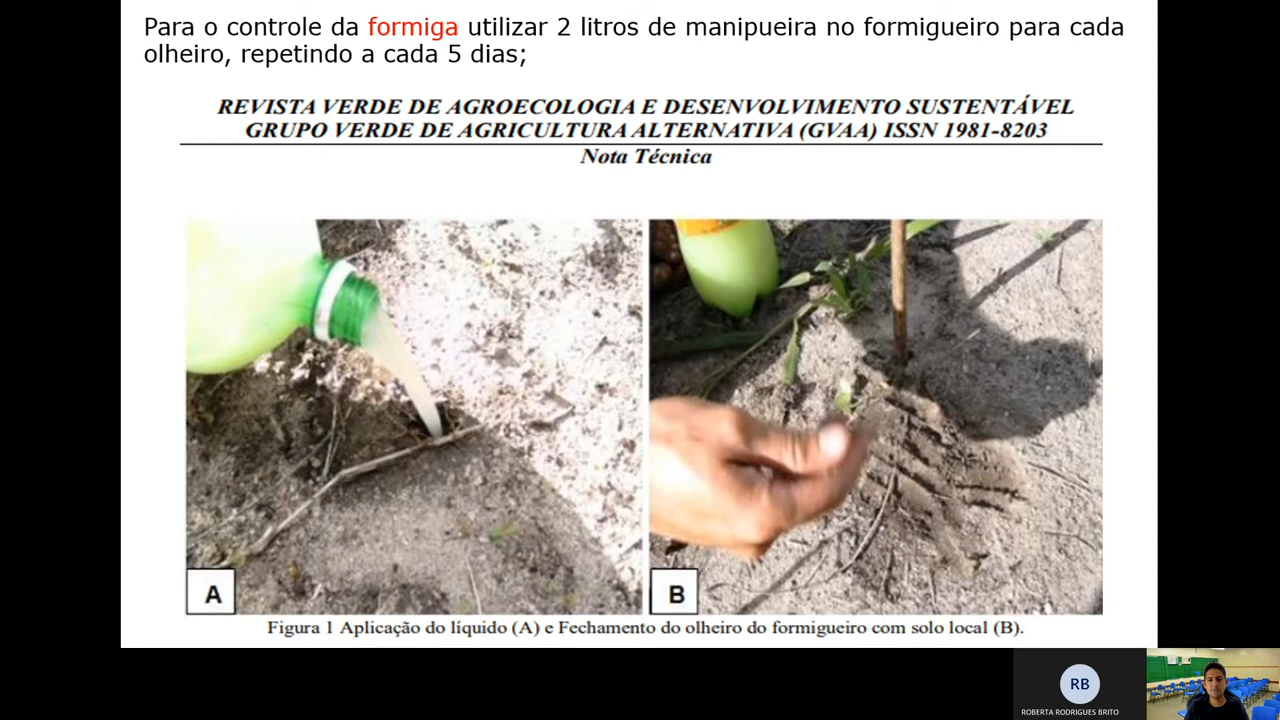 Para o controle da formiga utilizar 2 litros de manipueira no formigueiro para cada
olheiro, repetindo a cada 5 dias;
REVISTA VERDE DE AGROECOLOGIA E DESENVOLVIMENTO SUSTENTÁVEL
GRUPO VERDE DE AGRICULTURA ALTERNATIVA (GVAA) ISSN 1981-8203
Nota Técnica
A
B
Figura 1 Aplicação do líquido (A) e Fechamento do olheiro do formigueiro com solo local (B).
RB
ROBERTA RODRIGUES BRITO